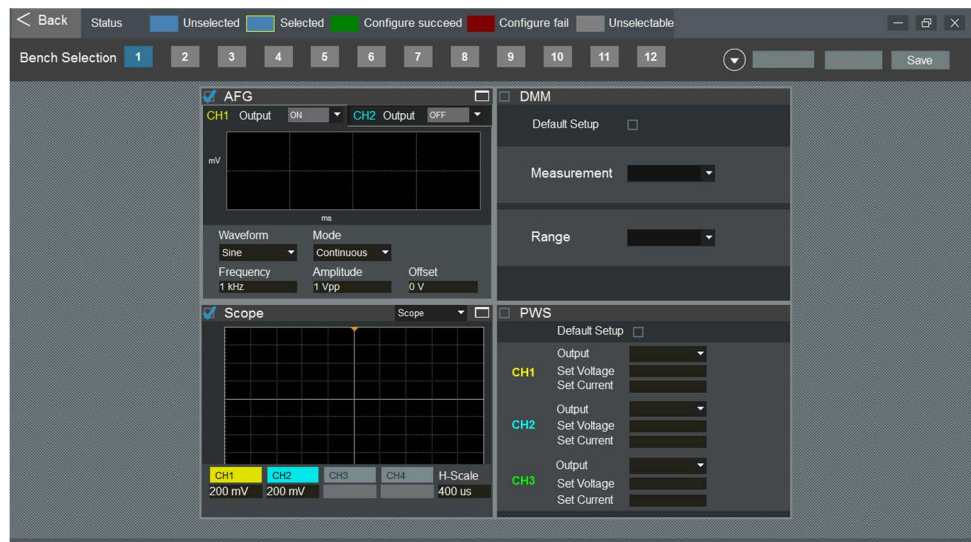 < Back Status Unselected Selected Configure succeed Configure fail Unselectable
Bench Selection 1 2 3 4 5 6 7 8 9 10 11 12 Save
AFG
CH1 Output ON CH2 Output OFF
mV
ms
Waveform Mode
Sine Continuous
Frequency Amplitude Offset
1 kHz 1 Vpp 0 V
DMM
Default Setup
Measurement
Range
Scope Scope
CH1 CH2 CH3 CH4 H-Scale
200 mV 200 mV 400 us
PWS
Default Setup
Output
CH1 Set Voltage
Set Current
Output
CH2 Set Voltage
Set Current
Output
CH3 Set Voltage
Set Current